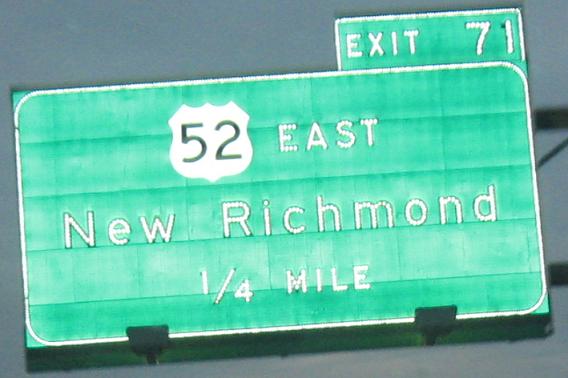 EXIT 71
52 EAST
New Richmond
1/4 MILE